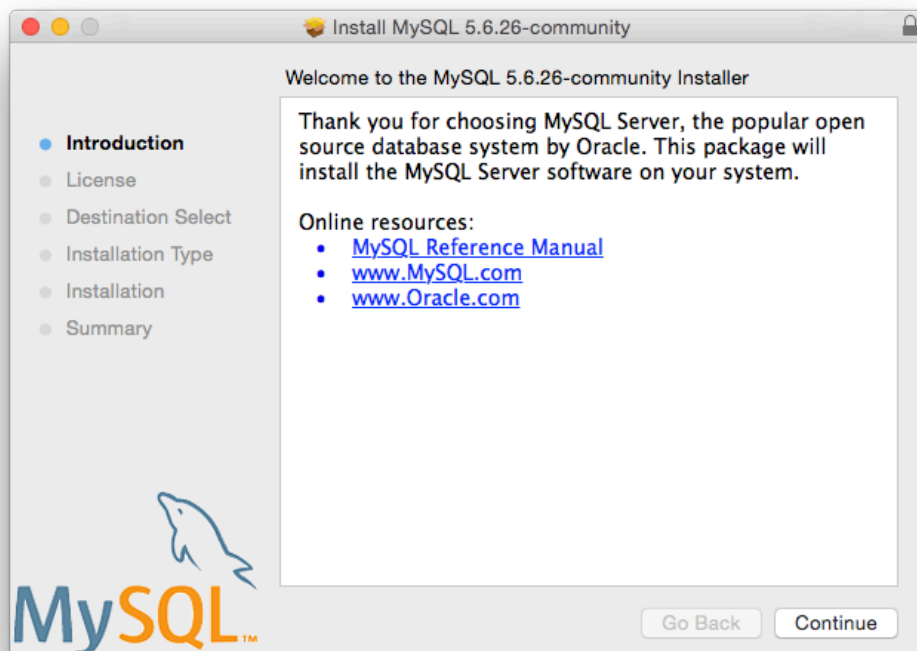 Install MySQL 5.6.26-community
Welcome to the MySQL 5.6.26-community Installer
Introduction
License
Destination Select
Installation Type
Installation
Summary
Thank you for choosing MySQL Server, the popular open
source database system by Oracle. This package will
install the MySQL Server software on your system.
Online resources:
• MySQL Reference Manual
• www.MySQL.com
• www.Oracle.com
MySQL™
Go Back
Continue